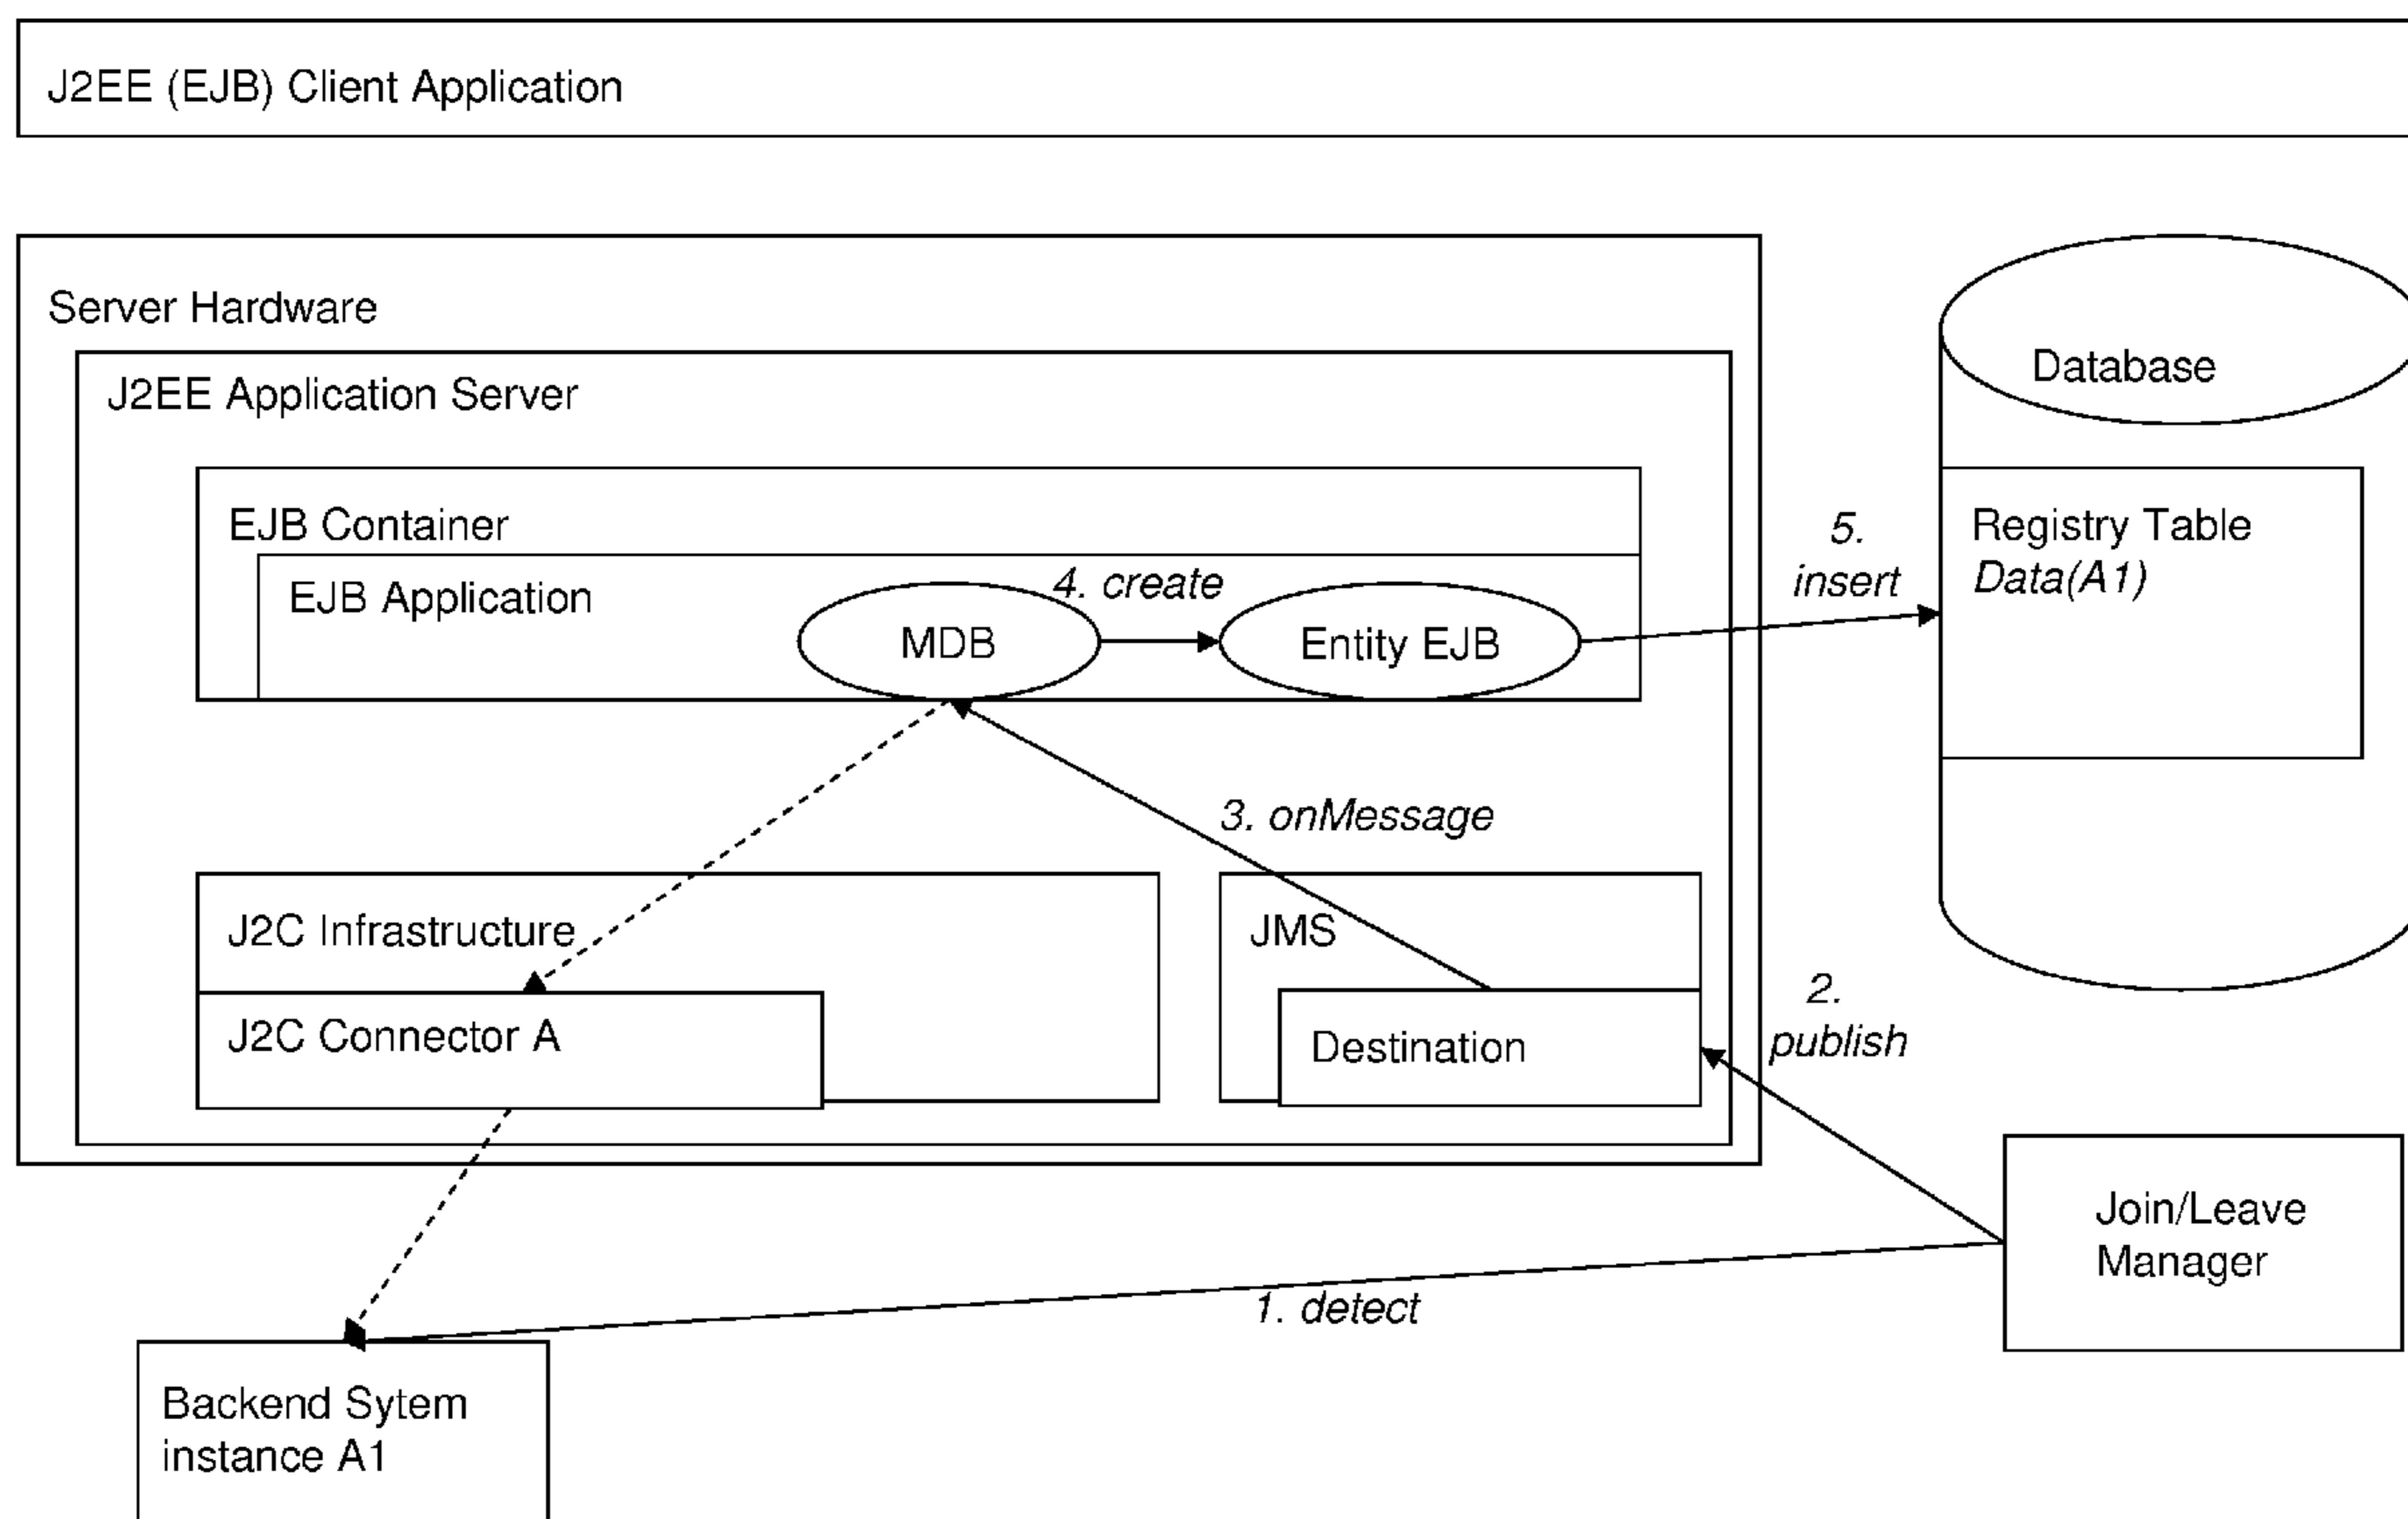 J2EE (EJB) Client Application
Server Hardware
J2EE Application Server
Database
EJB Container
EJB Application
4. create
MDB
Entity EJB
5.
insert
Registry Table
Data(A1)
3. onMessage
J2C Infrastructure
JMS
J2C Connector A
Destination
2.
publish
Join/Leave
Manager
1. detect
Backend Sytem
instance A1